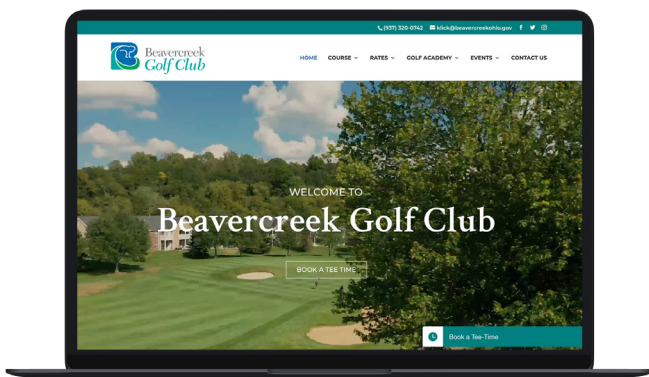 (937) 320-0742 klick@beavercreekohio.gov
Beavercreek
Golf Club
HOME COURSE RATES GOLF ACADEMY EVENTS CONTACT US
WELCOME TO
Beavercreek Golf Club
BOOK A TEE TIME
Book a Tee-Time